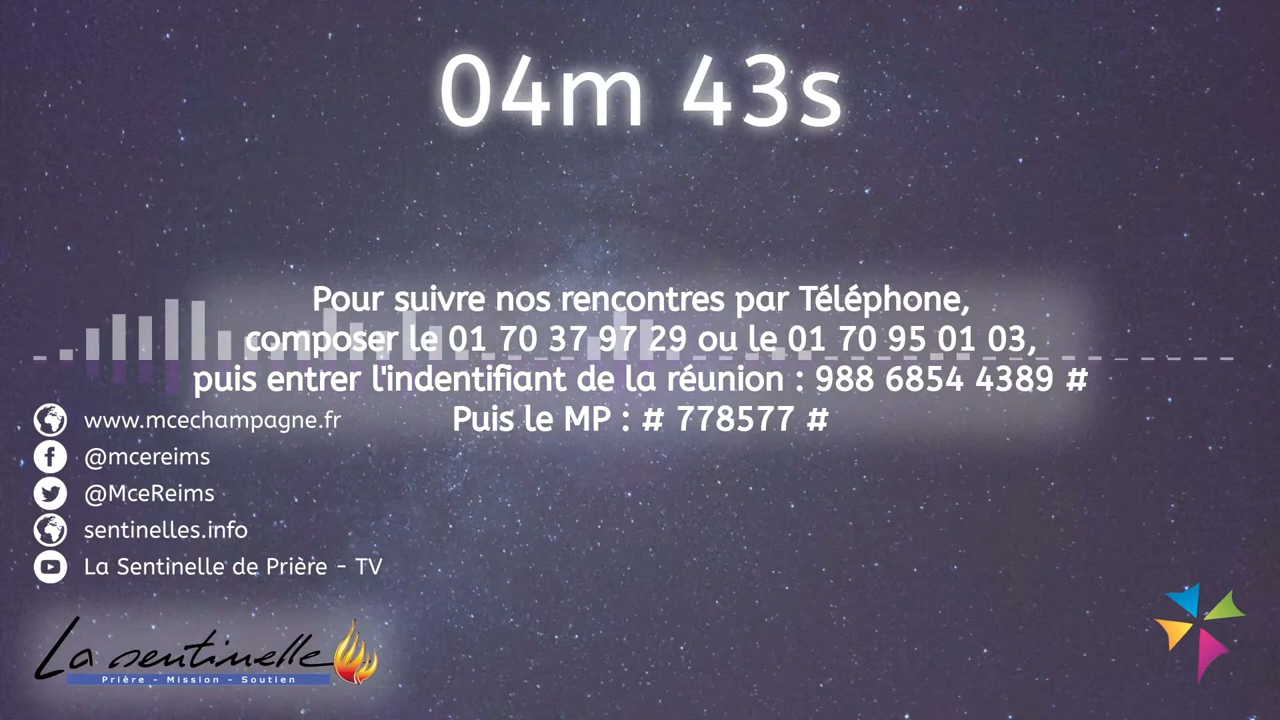 04m 43s
Pour suivre nos rencontres par Téléphone,
composer le 01 70 37 97 29 ou le 01 70 95 01 03,
puis entrer l'indentifiant de la réunion : 988 6854 4389 #
Puis le MP : # 778577 #
www.mcechampagne.fr
@mcereims
@MceReims
sentinelles.info
La Sentinelle de Prière - TV
La sentinelle
Prière - Mission - Soutien